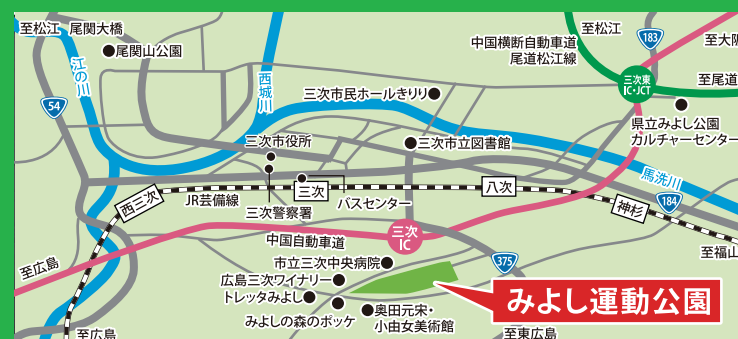 至松江
尾関大橋
至松江
183
至大阪
中国横断自動車道
尾道松江線
尾関山公園
江の川
西城川
三次東
IC・JCT
至尾道
54
三次市民ホールきりり
県立みよし公園
カルチャーセンター
三次市役所
三次市立図書館
馬洗川
三次
八次
西三次
JR芸備線
三次警察署
バスセンター
神杉
184
三次
IC
中国自動車道
至福山
至広島
市立三次中央病院
375
広島三次ワイナリー
トレッタみよし
みよし運動公園
みよしの森のポッケ
奥田元宋・
小由女美術館
至広島
至東広島